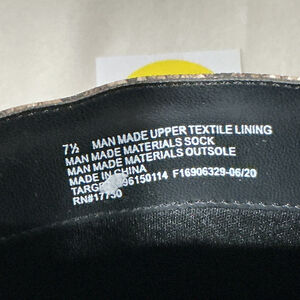 7½ MAN MADE UPPER TEXTILE LINING
MAN MADE MATERIALS SOCK
MAN MADE MATERIALS OUTSOLE
MADE IN CHINA
96150114 F16906329-06/20
RN#17730